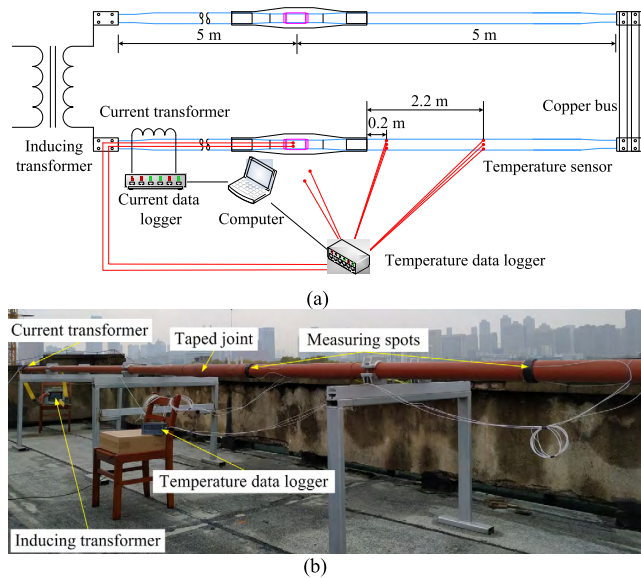 5 m
5 m
2.2 m
0.2 m
Current transformer
Copper bus
Inducing
transformer
Temperature sensor
Current data
logger
Computer
Temperature data logger
(a)
Current transformer
Taped joint
Measuring spots
Temperature data logger
Inducing transformer
(b)